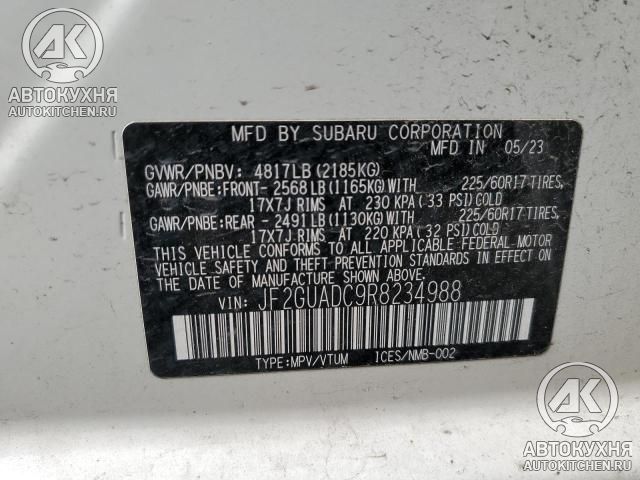 АК
АВТОКУХНЯ
AUTOKITCHEN.RU
MFD BY SUBARU CORPORATION
MFD IN 05/23
GVWR/PNBV: 4817LB (2185KG)
GAWR/PNBE: FRONT- 2568LB (1165KG) WITH 225/60R17 TIRES,
17X7J RIMS AT 230 KPA (33 PSI) COLD
GAWR/PNBE: REAR - 2491LB (1130KG) WITH 225/60R17 TIRES,
17X7J RIMS AT 220 KPA (32 PSI) COLD
THIS VEHICLE CONFORMS TO ALL APPLICABLE FEDERAL MOTOR
VEHICLE SAFETY AND THEFT PREVENTION STANDARDS IN EFFECT ON
THE DATE OF MANUFACTURE SHOWN ABOVE.
VIN: JF2GUADC9R8234988
TYPE:MPV/VTUM ICES/NMB-002
АК
АВТОКУХНЯ
AUTOKITCHEN.RU